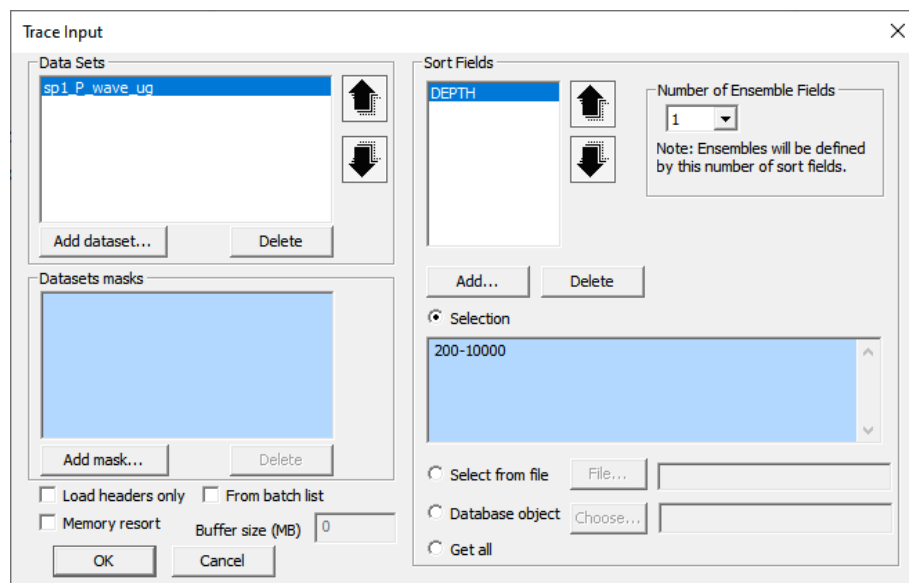 Trace Input
Data Sets
sp1_P_wave_ug
Add dataset...
Delete
Datasets masks
Add mask...
Delete
Load headers only
From batch list
Memory resort
Buffer size (MB)
0
OK
Cancel
Sort Fields
DEPTH
Number of Ensemble Fields
1
Note: Ensembles will be defined
by this number of sort fields.
Add...
Delete
Selection
200-10000
Select from file
File...
Database object
Choose...
Get all